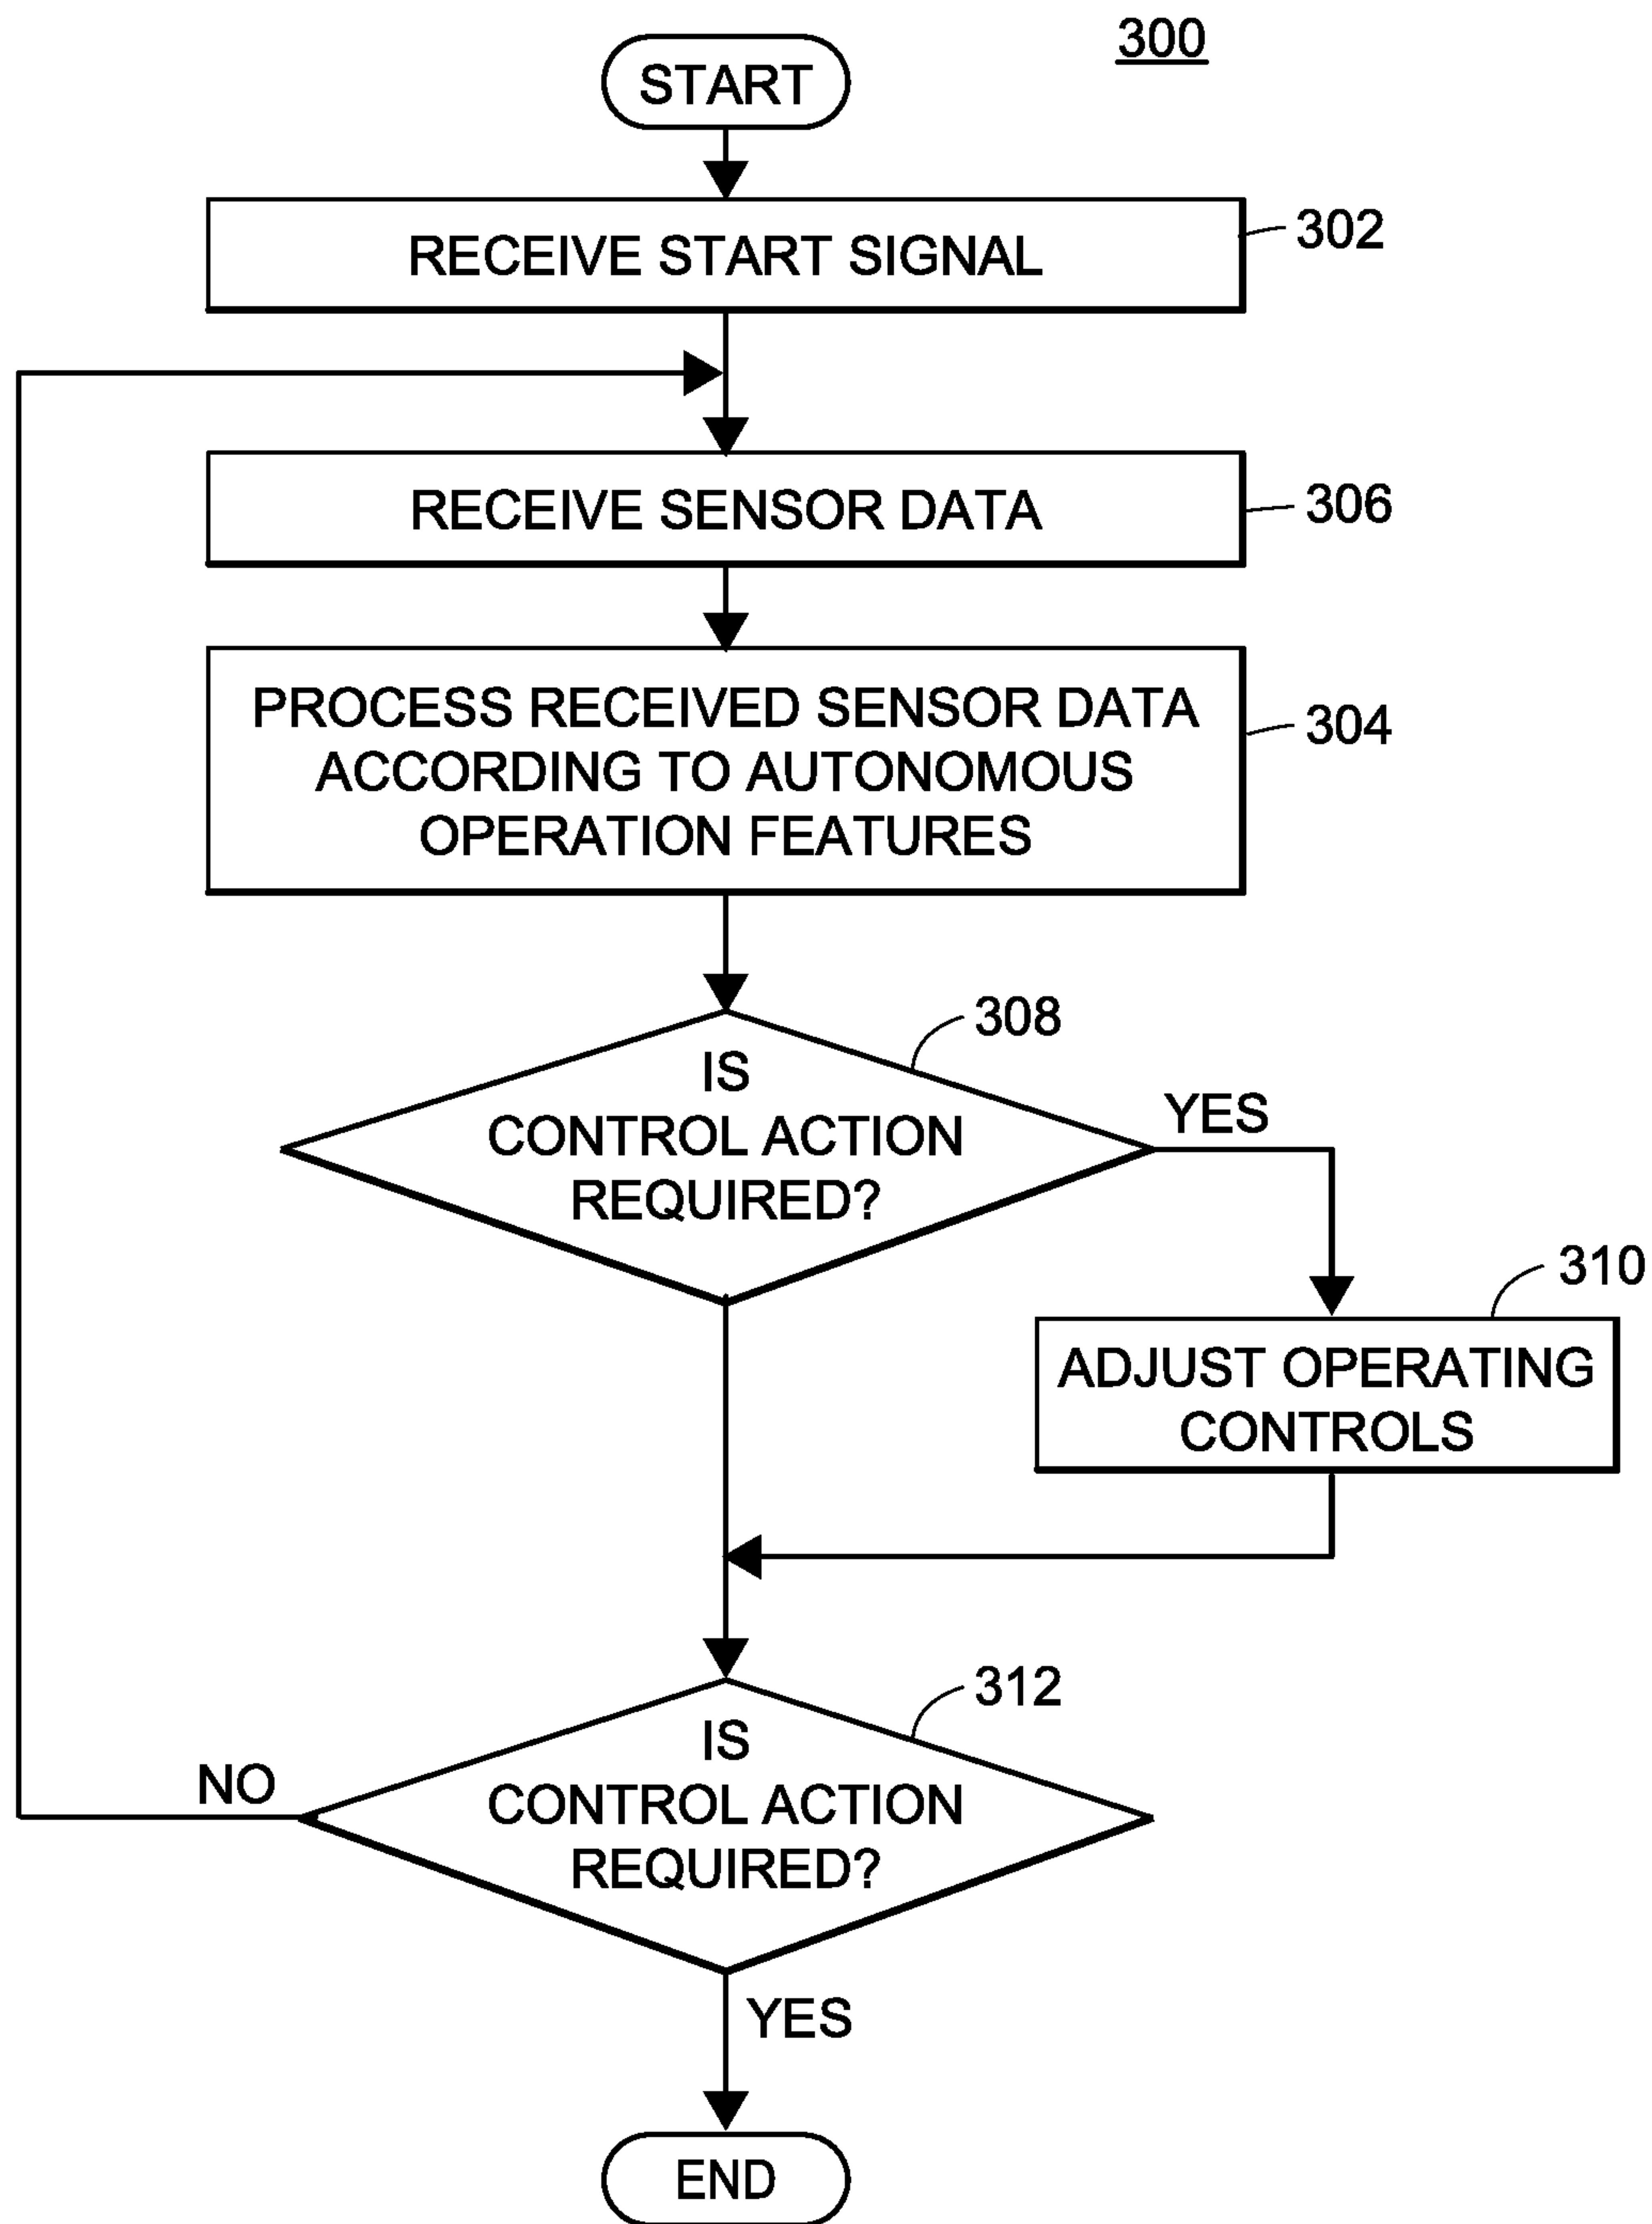 300
START
RECEIVE START SIGNAL
302
RECEIVE SENSOR DATA
306
PROCESS RECEIVED SENSOR DATA
ACCORDING TO AUTONOMOUS
OPERATION FEATURES
304
308
IS
CONTROL ACTION
REQUIRED?
YES
310
ADJUST OPERATING
CONTROLS
312
IS
CONTROL ACTION
REQUIRED?
NO
YES
END